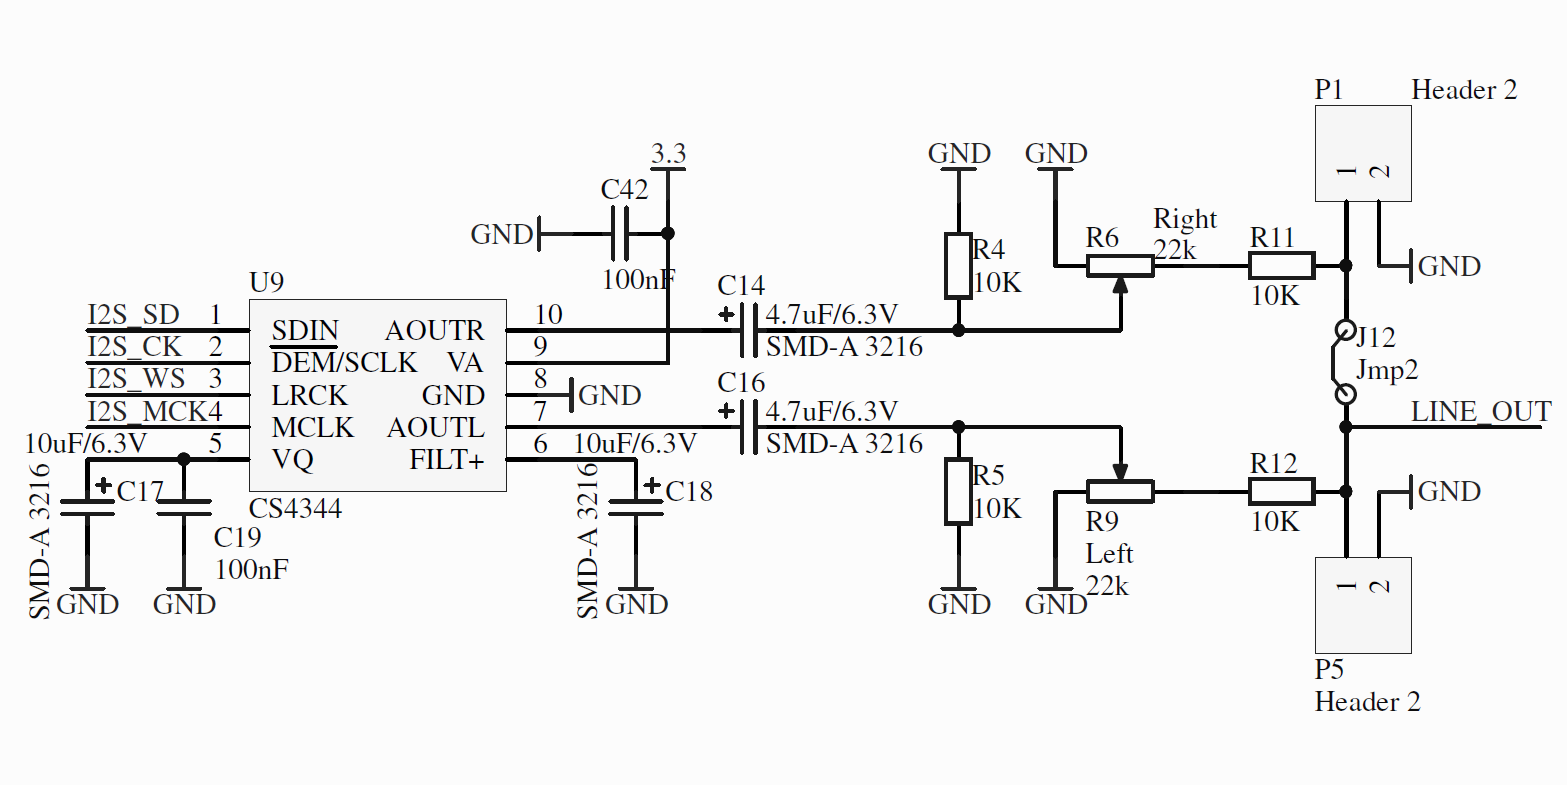 P1
Header 2
1
2
3.3
GND
GND
C42
GND
Right
R6
22k
R11
R4
10K
10K
GND
100nF
U9
C14
I2S_SD
1
SDIN
AOUTR
10
4.7uF/6.3V
SMD-A 3216
J12
Jmp2
I2S_CK
2
DEM/SCLK
VA
9
I2S_WS
3
LRCK
GND
8
GND
C16
I2S_MCK
4
MCLK
AOUTL
7
4.7uF/6.3V
SMD-A 3216
LINE_OUT
10uF/6.3V
5
VQ
FILT+
6
10uF/6.3V
C17
SMD-A 3216
CS4344
C19
100nF
C18
SMD-A 3216
R5
10K
R12
10K
GND
R9
Left
22k
GND
GND
GND
GND
GND
1
2
P5
Header 2